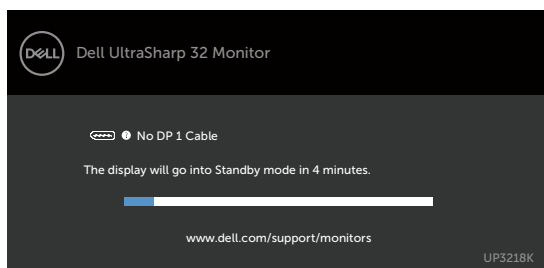 DELL
Dell UltraSharp 32 Monitor
No DP 1 Cable
The display will go into Standby mode in 4 minutes.
www.dell.com/support/monitors
UP3218K